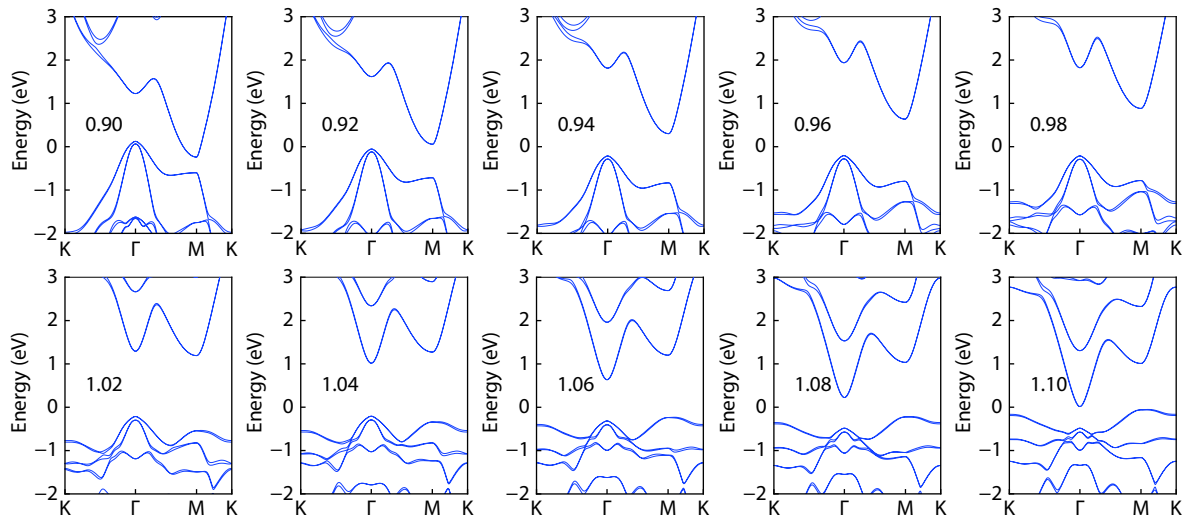 3 3 3 3 3
2 2 2 2 2
1 1 1 1 1
0 0 0 0 0
−1 −1 −1 −1 −1
−2 −2 −2 −2 −2
Energy (eV) Energy (eV) Energy (eV) Energy (eV) Energy (eV)
0.90 0.92 0.94 0.96 0.98
K Γ M K K Γ M K K Γ M K K Γ M K K Γ M K
3 3 3 3 3
2 2 2 2 2
1 1 1 1 1
0 0 0 0 0
−1 −1 −1 −1 −1
−2 −2 −2 −2 −2
Energy (eV) Energy (eV) Energy (eV) Energy (eV) Energy (eV)
1.02 1.04 1.06 1.08 1.10
K Γ M K K Γ M K K Γ M K K Γ M K K Γ M K